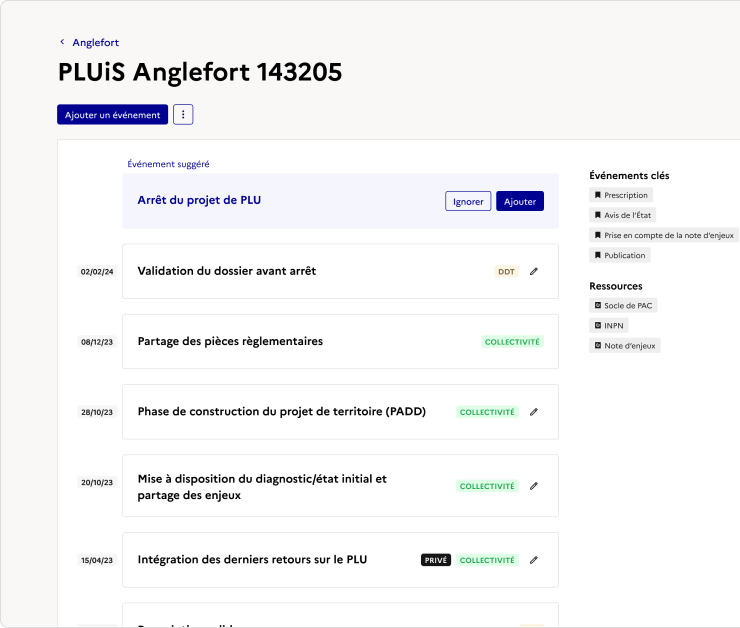 Anglefort
PLUiS Anglefort 143205
Ajouter un événement
Événement suggéré
Arrêt du projet de PLU
Ignorer
Ajouter
02/02/24
Validation du dossier avant arrêt
DDT
08/12/23
Partage des pièces règlementaires
COLLECTIVITÉ
28/10/23
Phase de construction du projet de territoire (PADD)
COLLECTIVITÉ
20/10/23
Mise à disposition du diagnostic/état initial et
partage des enjeux
COLLECTIVITÉ
15/04/23
Intégration des derniers retours sur le PLU
PRIVÉ
COLLECTIVITÉ
Événements clés
Prescription
Avis de l'État
Prise en compte de la note d'enjeux
Publication
Ressources
Socle de PAC
INPN
Note d'enjeux